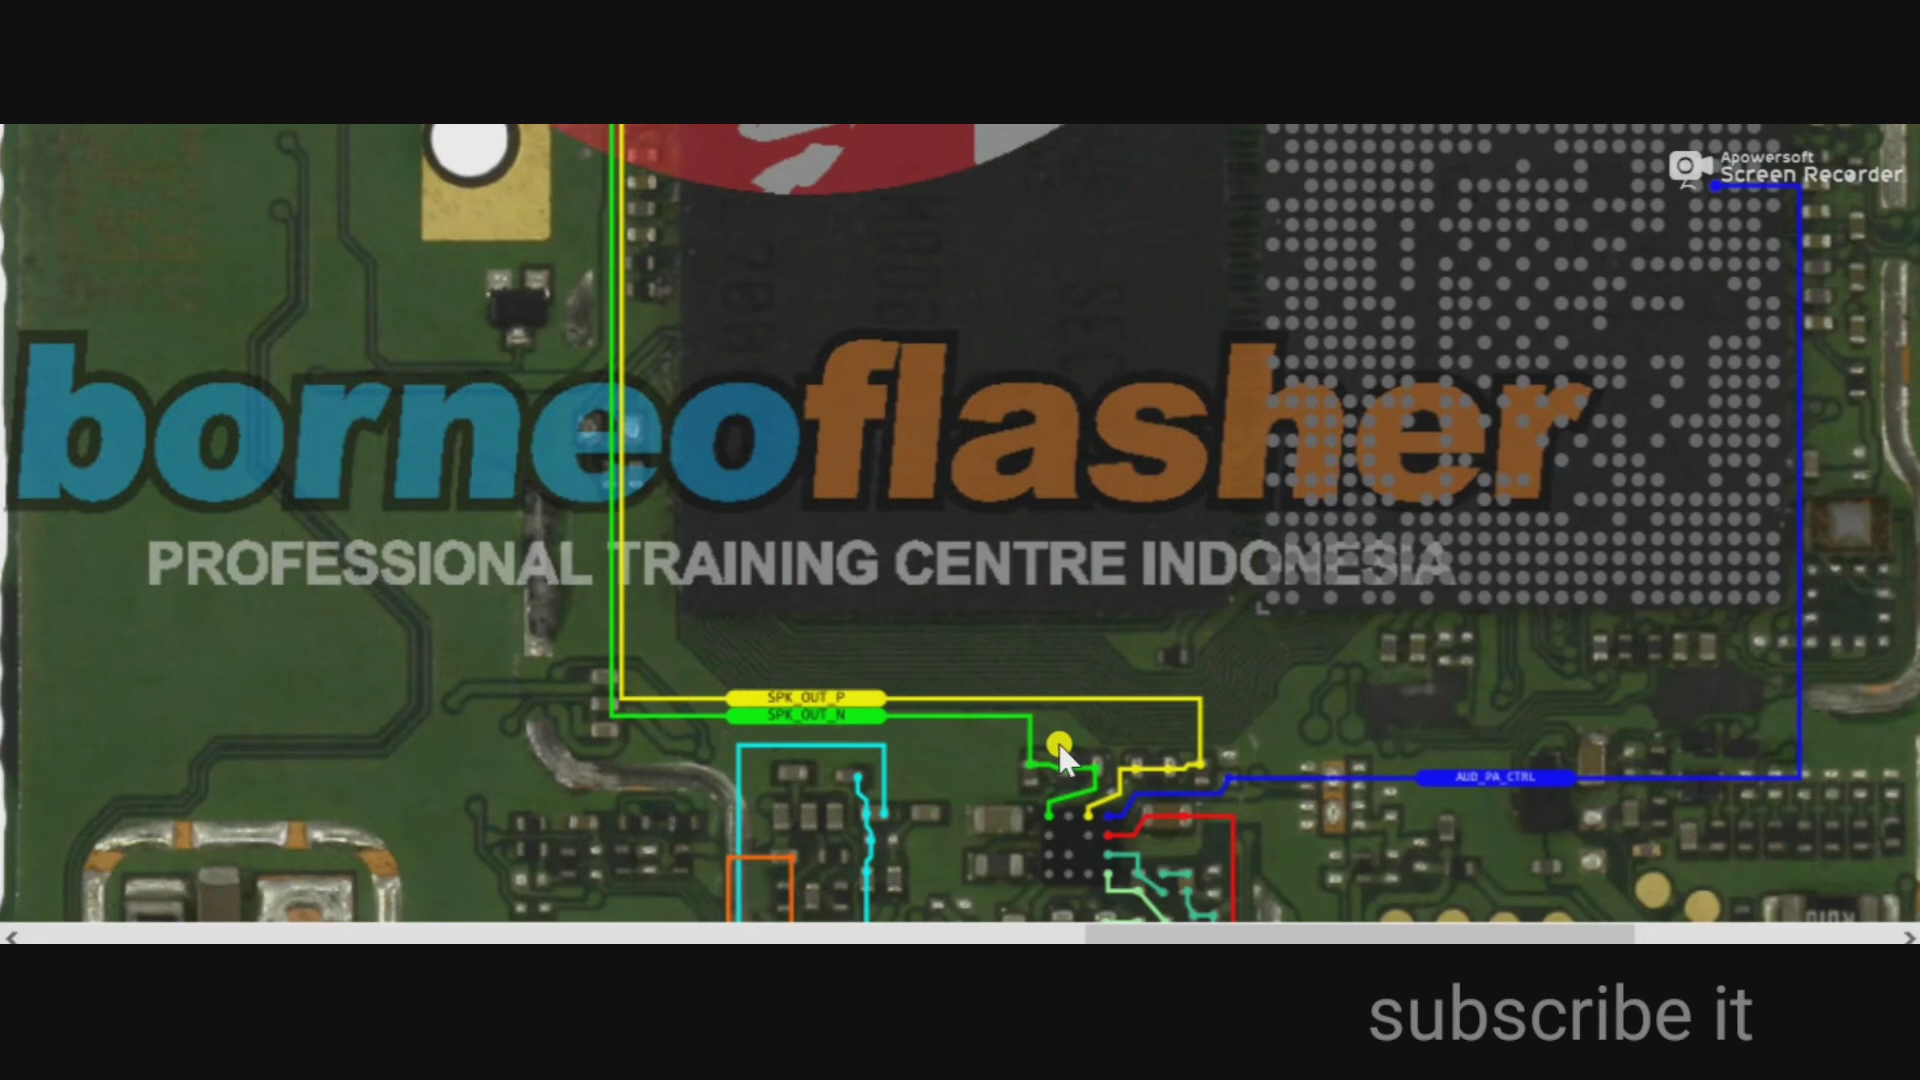 Apowersoft
Screen Recorder
borneoflasher
PROFESSIONAL TRAINING CENTRE INDONESIA
SPK_OUT_P
SPK_OUT_N
AUD_PA_CTRL
subscribe it